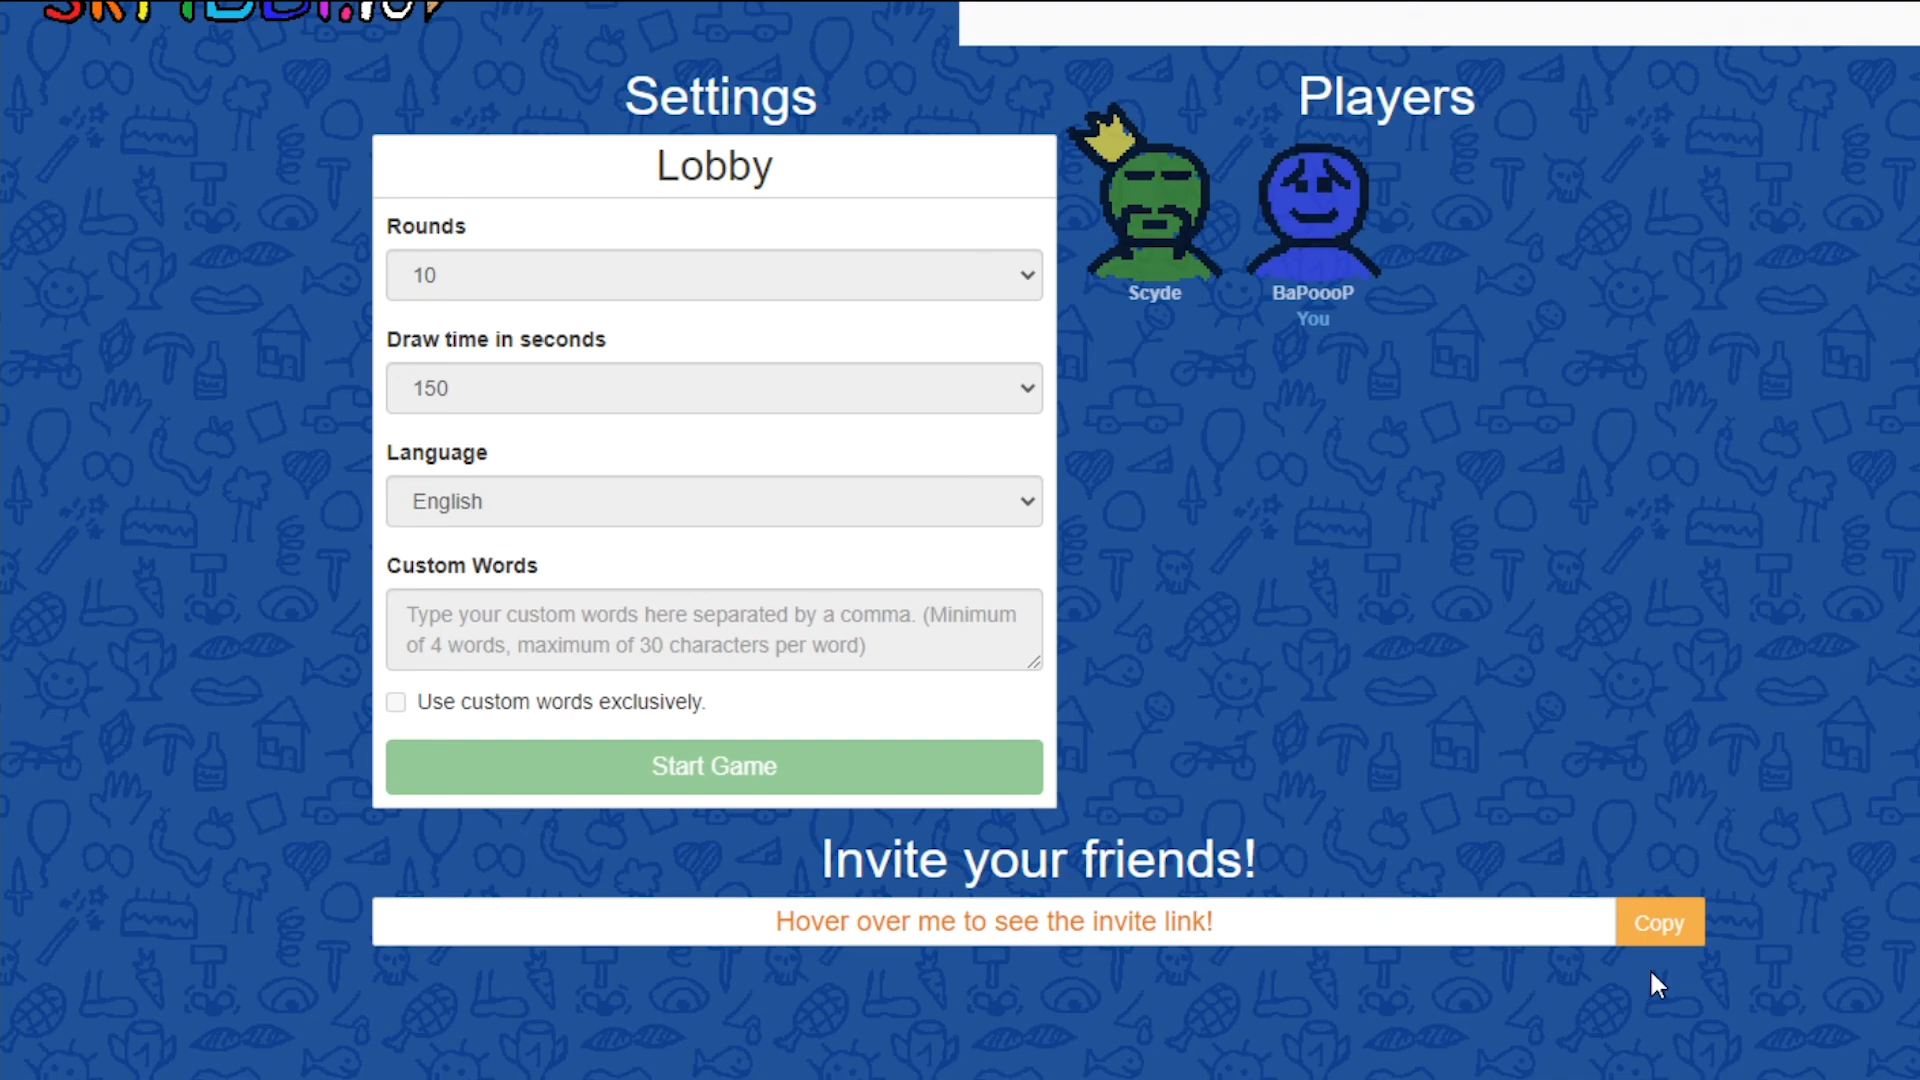 Settings
Players
Lobby
Rounds
10
Draw time in seconds
150
Language
English
Custom Words
Type your custom words here separated by a comma. (Minimum
of 4 words, maximum of 30 characters per word)
Use custom words exclusively.
Start Game
Scyde
BaPoooP
You
Invite your friends!
Hover over me to see the invite link!
Copy